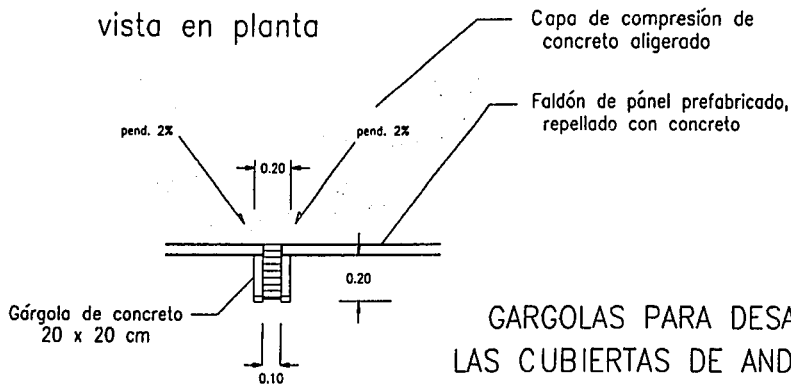 vista en planta
Capa de compresión de
concreto aligerado
Faldón de pánel prefabricado,
repellado con concreto
pend. 2%
pend. 2%
0.20
0.20
Gárgola de concreto
20 x 20 cm
0.10
GARGOLAS PARA DESA
LAS CUBIERTAS DE AND